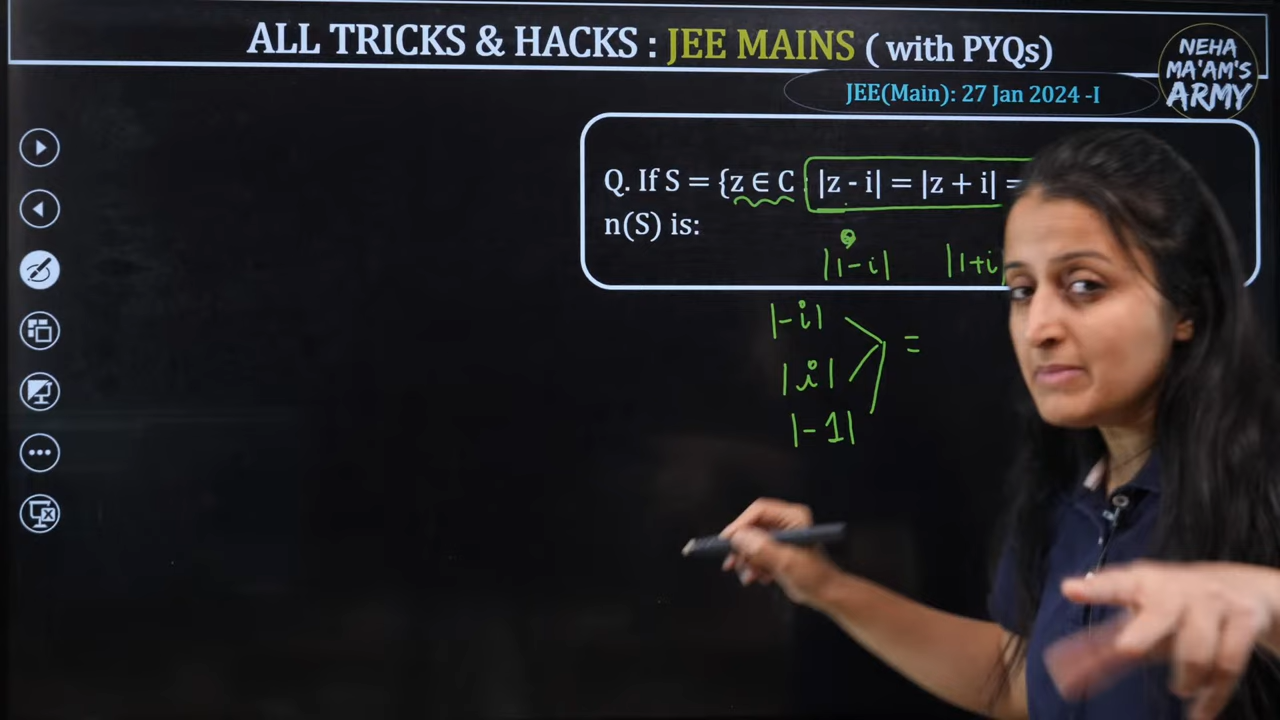 ALL TRICKS & HACKS : JEE MAINS ( with PYQs)
NEHA
MA'AM'S
ARMY
JEE(Main): 27 Jan 2024 -I
Q. If S = {z ∈ C |z - i| = |z + i| =
n(S) is:
|1-i| |1+i
|-i|
|i| =
|-1|